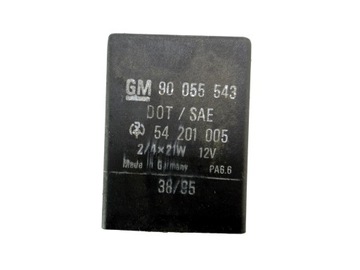 GM 90 055 543
DOT / SAE
54 201 005
2/4×21W 12V
Made in Germany PA6.6
38/95